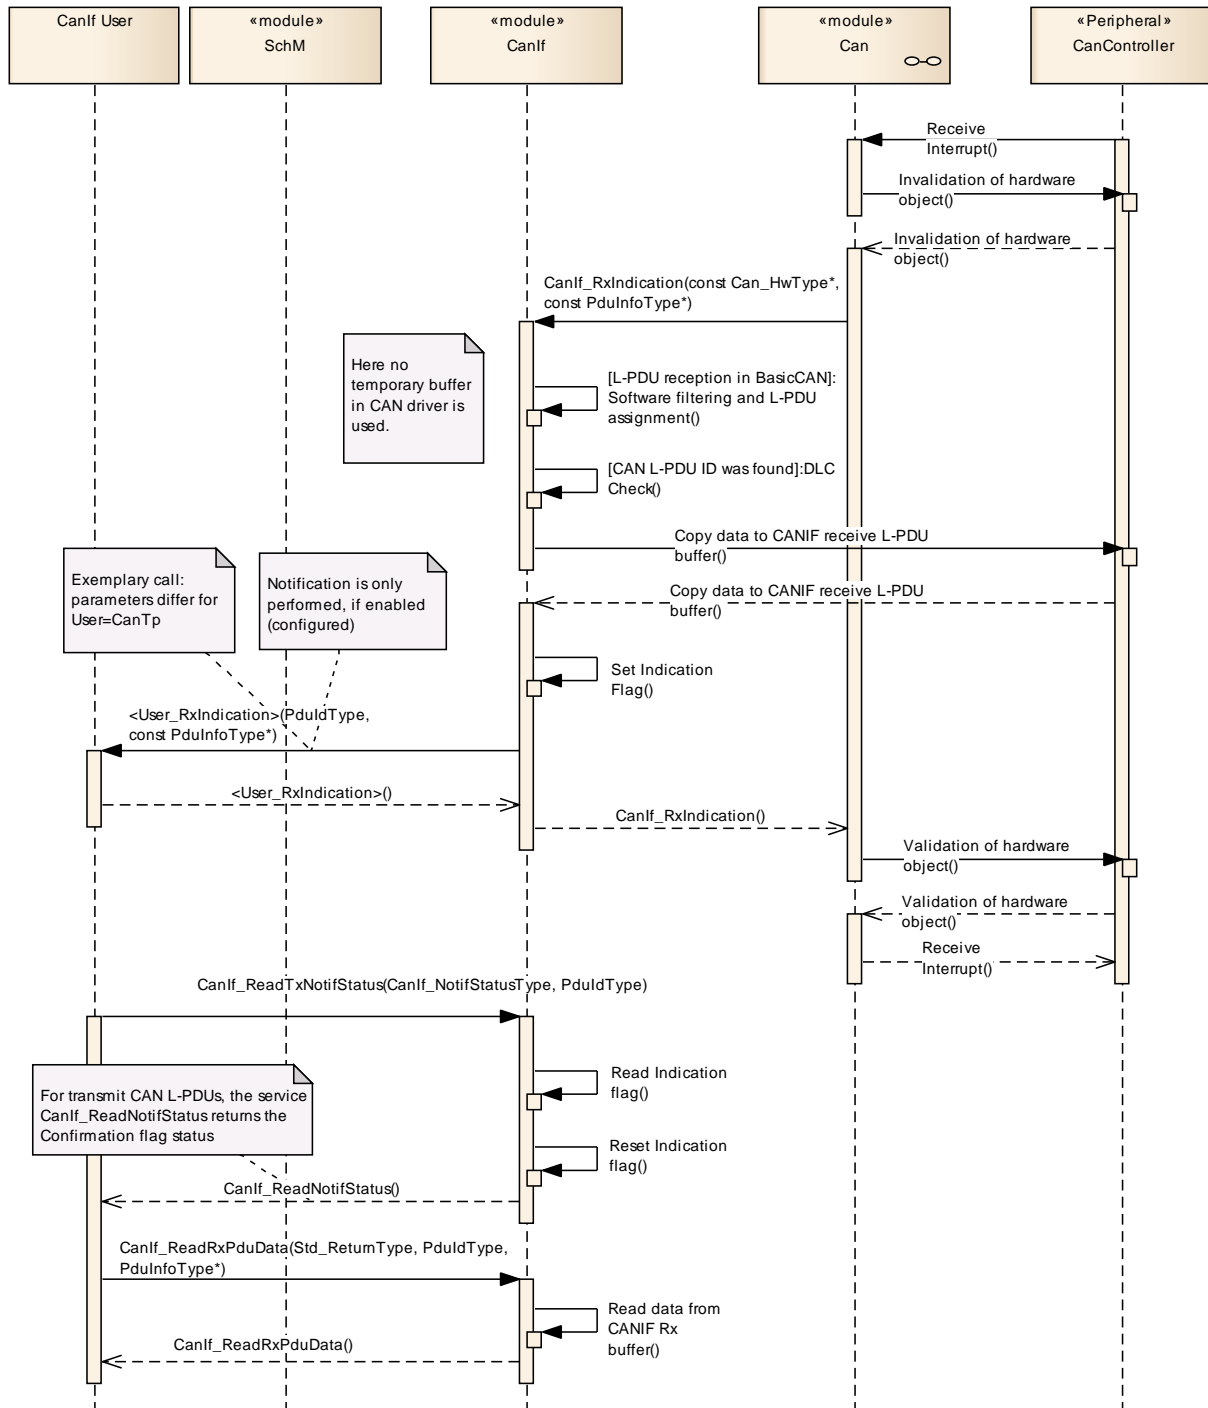 CanIf User
«module»
SchM
«module»
CanIf
«module»
Can
«Peripheral»
CanController
Receive
Interrupt()
Invalidation of hardware
object()
Invalidation of hardware
object()
CanIf_RxIndication(const Can_HwType*,
const PduInfoType*)
Here no
temporary buffer
in CAN driver is
used.
[L-PDU reception in BasicCAN]:
Software filtering and L-PDU
assignment()
[CAN L-PDU ID was found]:DLC
Check()
Copy data to CANIF receive L-PDU
buffer()
Exemplary call:
parameters differ for
User=CanTp
Notification is only
performed, if enabled
(configured)
Copy data to CANIF receive L-PDU
buffer()
Set Indication
Flag()
<User_RxIndication>(PduIdType,
const PduInfoType*)
<User_RxIndication>()
CanIf_RxIndication()
Validation of hardware
object()
Validation of hardware
object()
Receive
Interrupt()
CanIf_ReadTxNotifStatus(CanIf_NotifStatusType, PduIdType)
Read Indication
flag()
For transmit CAN L-PDUs, the service
CanIf_ReadNotifStatus returns the
Confirmation flag status
Reset Indication
flag()
CanIf_ReadNotifStatus()
CanIf_ReadRxPduData(Std_ReturnType, PduIdType,
PduInfoType*)
Read data from
CANIF Rx
buffer()
CanIf_ReadRxPduData()